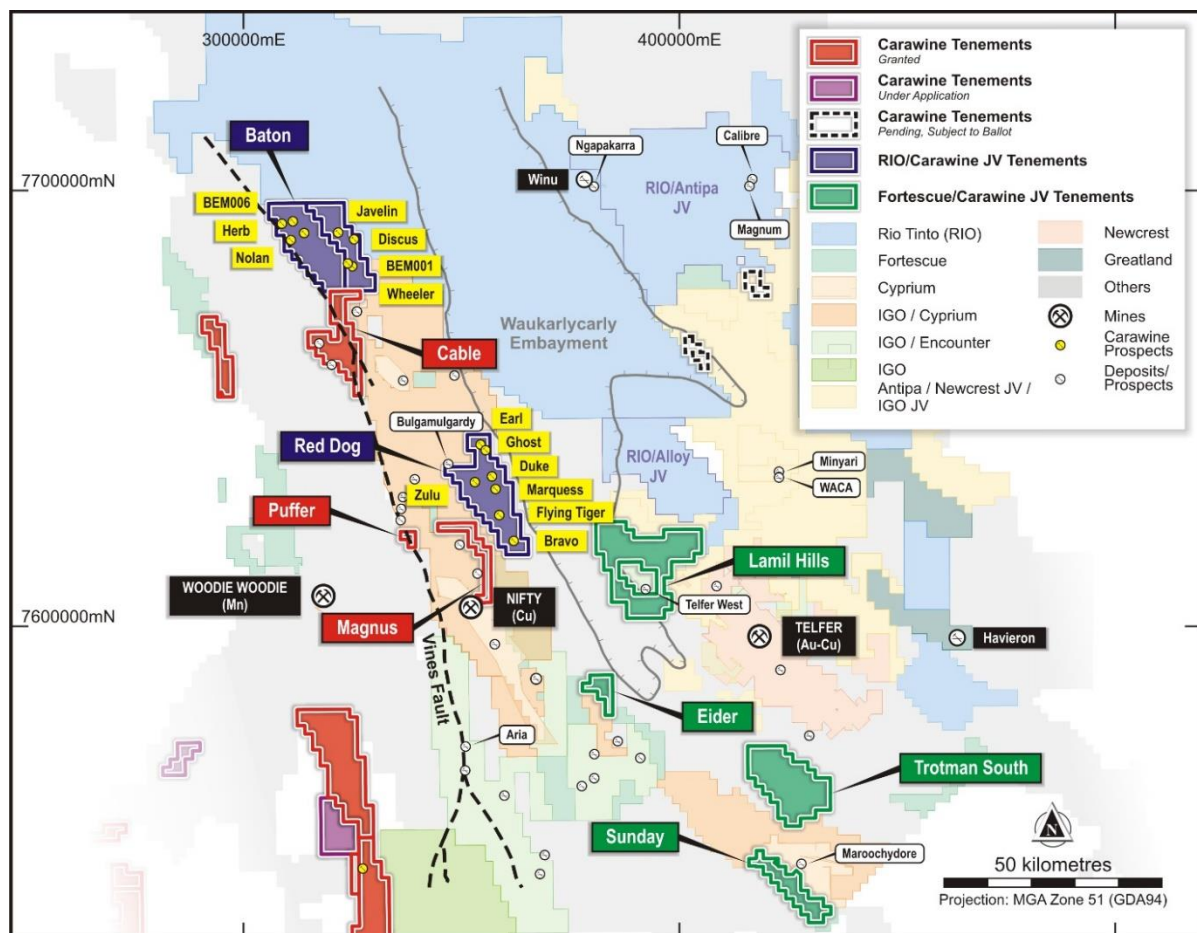 300000mE
400000mE
7700000mN
7600000mN
Baton
BEM006
Herb
Nolan
Javelin
Discus
BEM001
Wheeler
Cable
Ngapakarra
Winu
RIO/Antipa
JV
Calibre
Magnum
Waukarlycarly
Embayment
Bulgamulgardy
Red Dog
Earl
Ghost
Duke
Marquess
Flying Tiger
Bravo
Zulu
Puffer
WOODIE WOODIE
(Mn)
Magnus
NIFTY
(Cu)
Vines Fault
RIO/Alloy
JV
Minyari
WACA
Lamil Hills
Telfer West
TELFER
(Au-Cu)
Havieron
Eider
Aria
Trotman South
Sunday
Maroochydore
Carawine Tenements
Granted
Carawine Tenements
Under Application
Carawine Tenements
Pending, Subject to Ballot
RIO/Carawine JV Tenements
Fortescue/Carawine JV Tenements
Rio Tinto (RIO)
Fortescue
Cyprium
IGO / Cyprium
IGO / Encounter
IGO
Antipa / Newcrest JV /
IGO JV
Newcrest
Greatland
Others
Mines
Carawine
Prospects
Deposits/
Prospects
N
50 kilometres
Projection: MGA Zone 51 (GDA94)